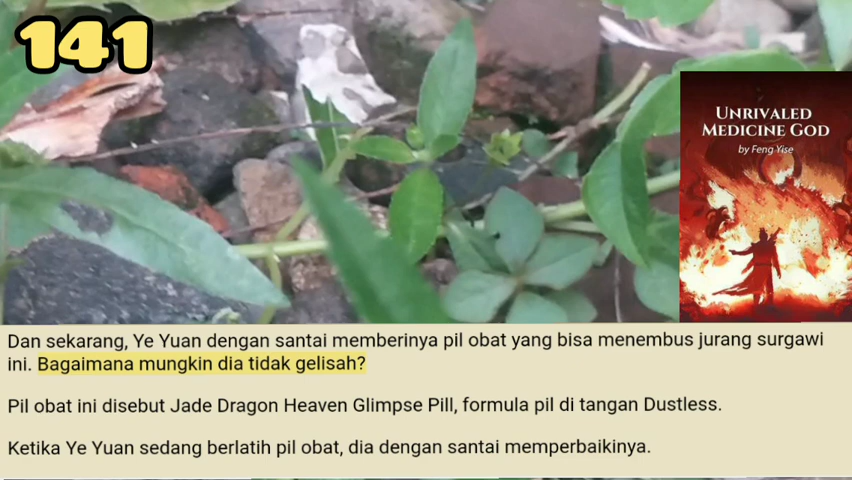 141
UNRIVALED
MEDICINE GOD
by Feng Yise
Dan sekarang, Ye Yuan dengan santai memberinya pil obat yang bisa menembus jurang surgawi
ini. Bagaimana mungkin dia tidak gelisah?
Pil obat ini disebut Jade Dragon Heaven Glimpse Pill, formula pil di tangan Dustless.
Ketika Ye Yuan sedang berlatih pil obat, dia dengan santai memperbaikinya.